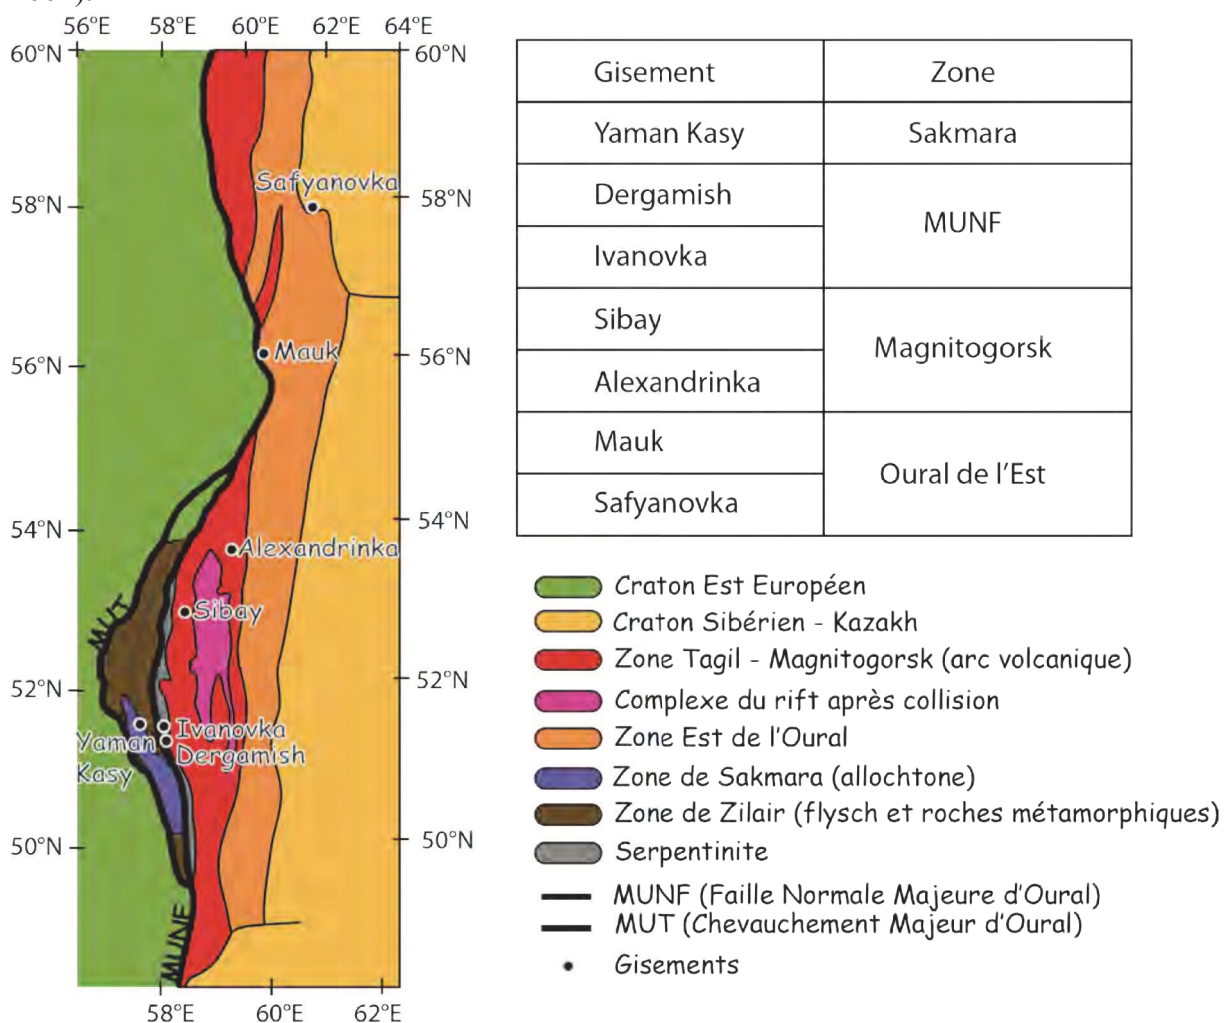 56°E 58°E 60°E 62°E 64°E
60°N 60°N
Safyanovka
58°N 58°N
Mauk
56°N 56°N
54°N 54°N
Alexandrinka
Sibay
MUT
52°N 52°N
Ivanovka
Yaman Kasy
Dergamish
50°N 50°N
MUNF
58°E 60°E 62°E
Gisement Zone
Yaman Kasy Sakmara
Dergamish
MUNF
Ivanovka
Sibay
Magnitogorsk
Alexandrinka
Mauk
Oural de l'Est
Safyanovka
Craton Est Européen
Craton Sibérien - Kazakh
Zone Tagil - Magnitogorsk (arc volcanique)
Complexe du rift après collision
Zone Est de l'Oural
Zone de Sakmara (allochtone)
Zone de Zilair (flysch et roches métamorphiques)
Serpentinite
MUNF (Faille Normale Majeure d'Oural)
MUT (Chevauchement Majeur d'Oural)
Gisements